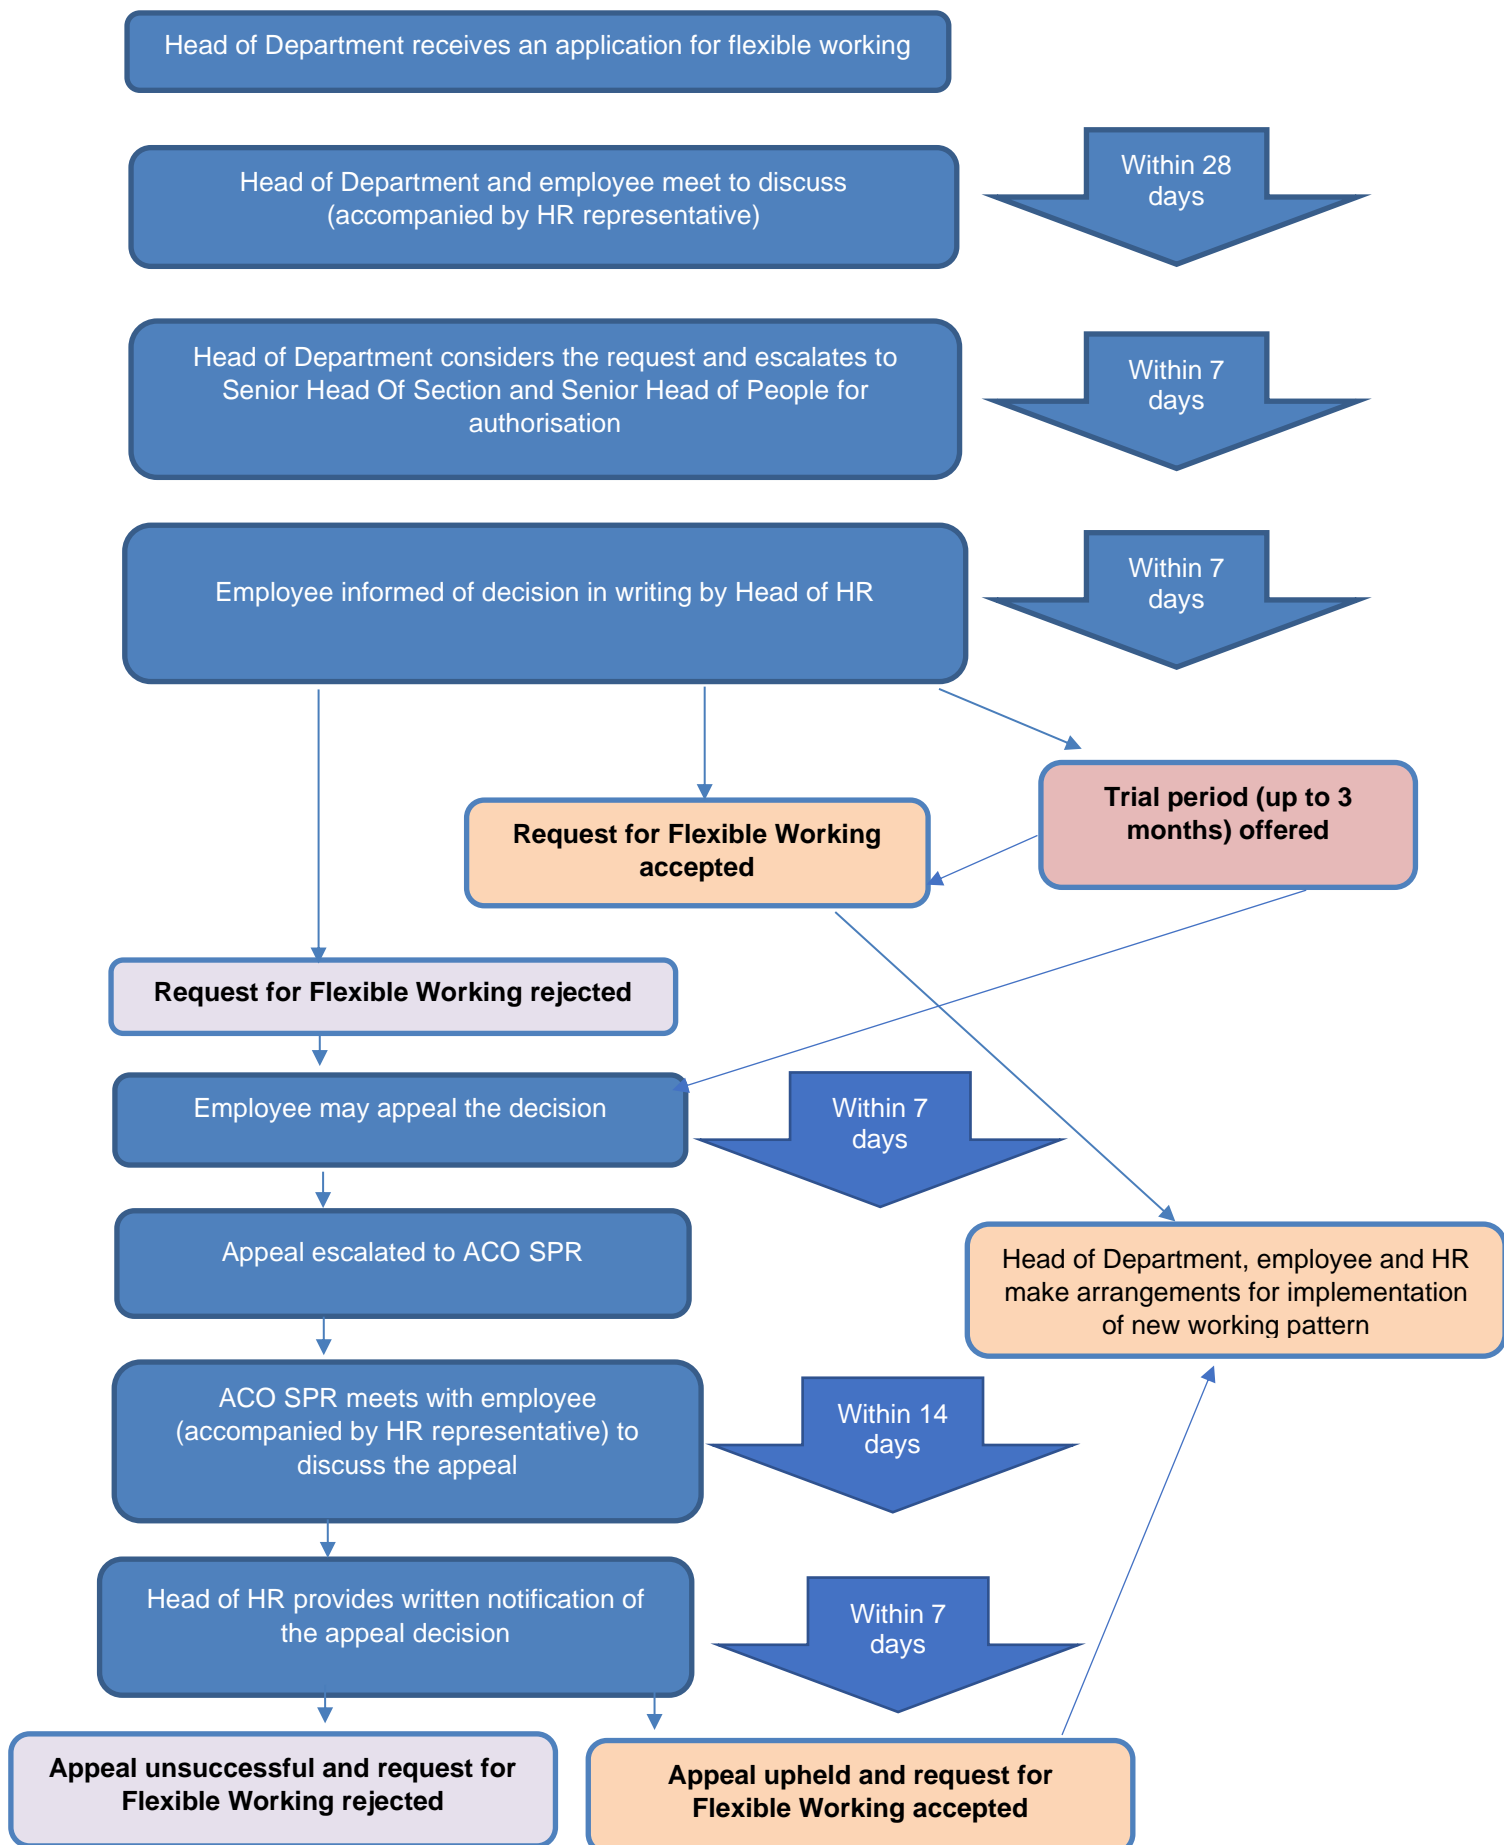 Head of Department receives an application for flexible working
Within 28
days
Head of Department and employee meet to discuss
(accompanied by HR representative)
Head of Department considers the request and escalates to
Senior Head Of Section and Senior Head of People for
authorisation
Within 7
days
Employee informed of decision in writing by Head of HR
Within 7
days
Trial period (up to 3
months) offered
Request for Flexible Working
accepted
Request for Flexible Working rejected
Employee may appeal the decision
Within 7
days
Appeal escalated to ACO SPR
Head of Department, employee and HR
make arrangements for implementation
of new working pattern
ACO SPR meets with employee
(accompanied by HR representative) to
discuss the appeal
Within 14
days
Head of HR provides written notification of
the appeal decision
Within 7
days
Appeal unsuccessful and request for
Flexible Working rejected
Appeal upheld and request for
Flexible Working accepted